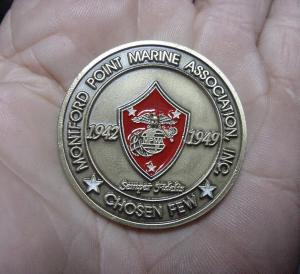 MONTFORD POINT MARINE ASSOCIATION, INC.
1942 1949
Semper Fidelis
CHOSEN FEW